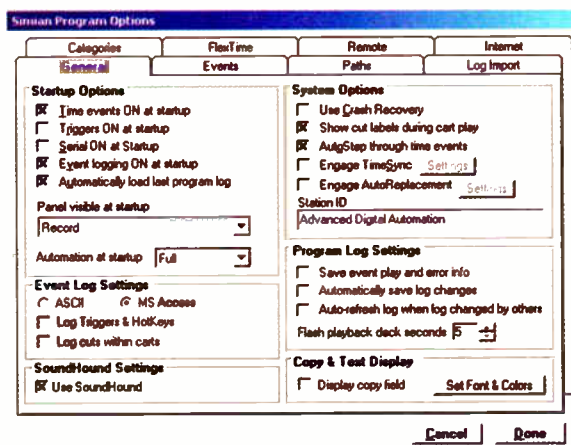 Simian Program Options
Categories FlexTime Remote Internet
General Events Paths Log Import
Startup Options
Time events ON at startup
Triggers ON at startup
Serial ON at Startup
Event logging ON at startup
Automatically load last program log
Panel visible at startup
Record
Automation at startup Full
Event Log Settings
ASCII MS Access
Log Triggers & HotKeys
Log cuts within carts
SoundHound Settings
Use SoundHound
System Options
Use Crash Recovery
Show cut labels during cart play
AutoStep through time events
Engage TimeSync Settings
Engage AutoReplacement Settings
Station ID
Advanced Digital Automation
Program Log Settings
Save event play and error info
Automatically save log changes
Auto-refresh log when log changed by others
Flash playback deck seconds 5
Copy & Text Display
Display copy field Set Font & Colors
Cancel Done